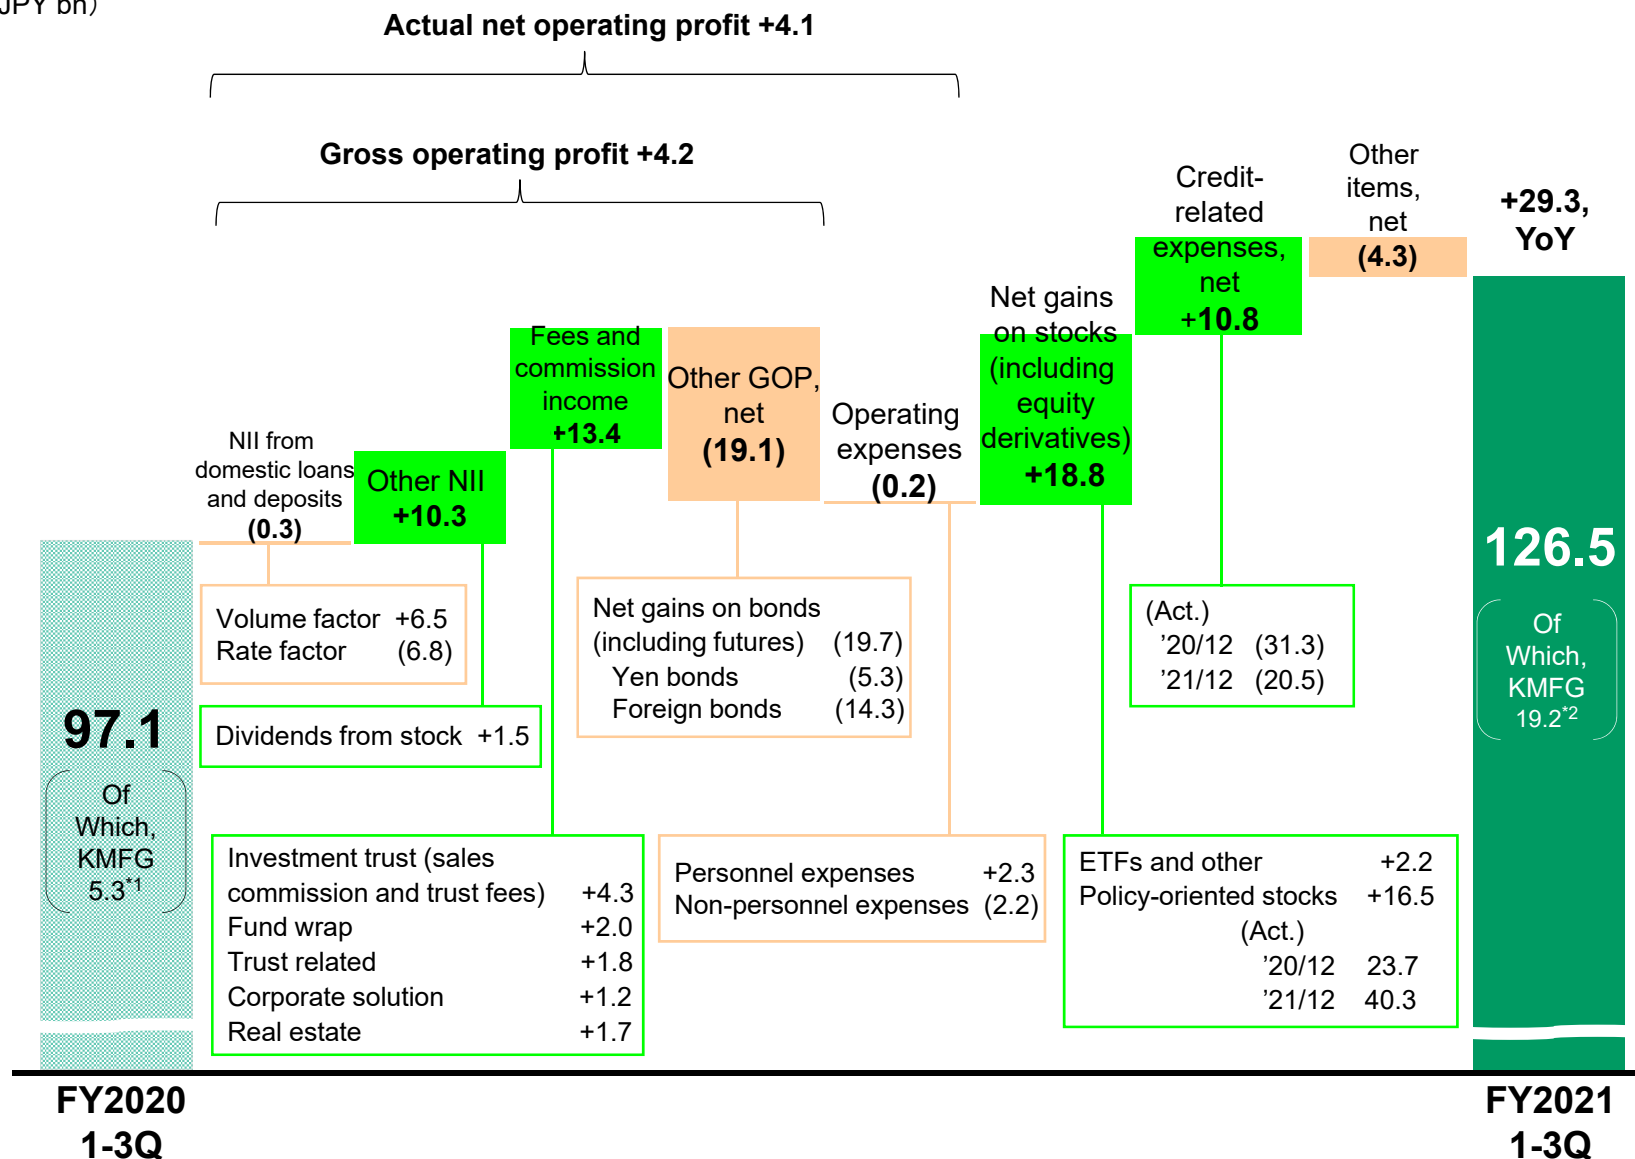 JPY bn）
Actual net operating profit +4.1
Gross operating profit +4.2
NII from
domestic loans
and deposits
(0.3)
Other NII
+10.3
Fees and
commission
income
+13.4
Other GOP,
net
(19.1)
Operating
expenses
(0.2)
Net gains
on stocks
(including
equity
derivatives)
+18.8
Credit-
related
expenses,
net
+10.8
Other
items,
net
(4.3)
+29.3,
YoY
97.1
Of
Which,
KMFG
5.3*1
Volume factor +6.5
Rate factor (6.8)
Dividends from stock +1.5
Investment trust (sales
commission and trust fees) +4.3
Fund wrap +2.0
Trust related +1.8
Corporate solution +1.2
Real estate +1.7
Net gains on bonds
(including futures) (19.7)
Yen bonds (5.3)
Foreign bonds (14.3)
Personnel expenses +2.3
Non-personnel expenses (2.2)
(Act.)
’20/12 (31.3)
’21/12 (20.5)
ETFs and other +2.2
Policy-oriented stocks +16.5
(Act.)
’20/12 23.7
’21/12 40.3
126.5
Of
Which,
KMFG
19.2*2
FY2020
1-3Q
FY2021
1-3Q